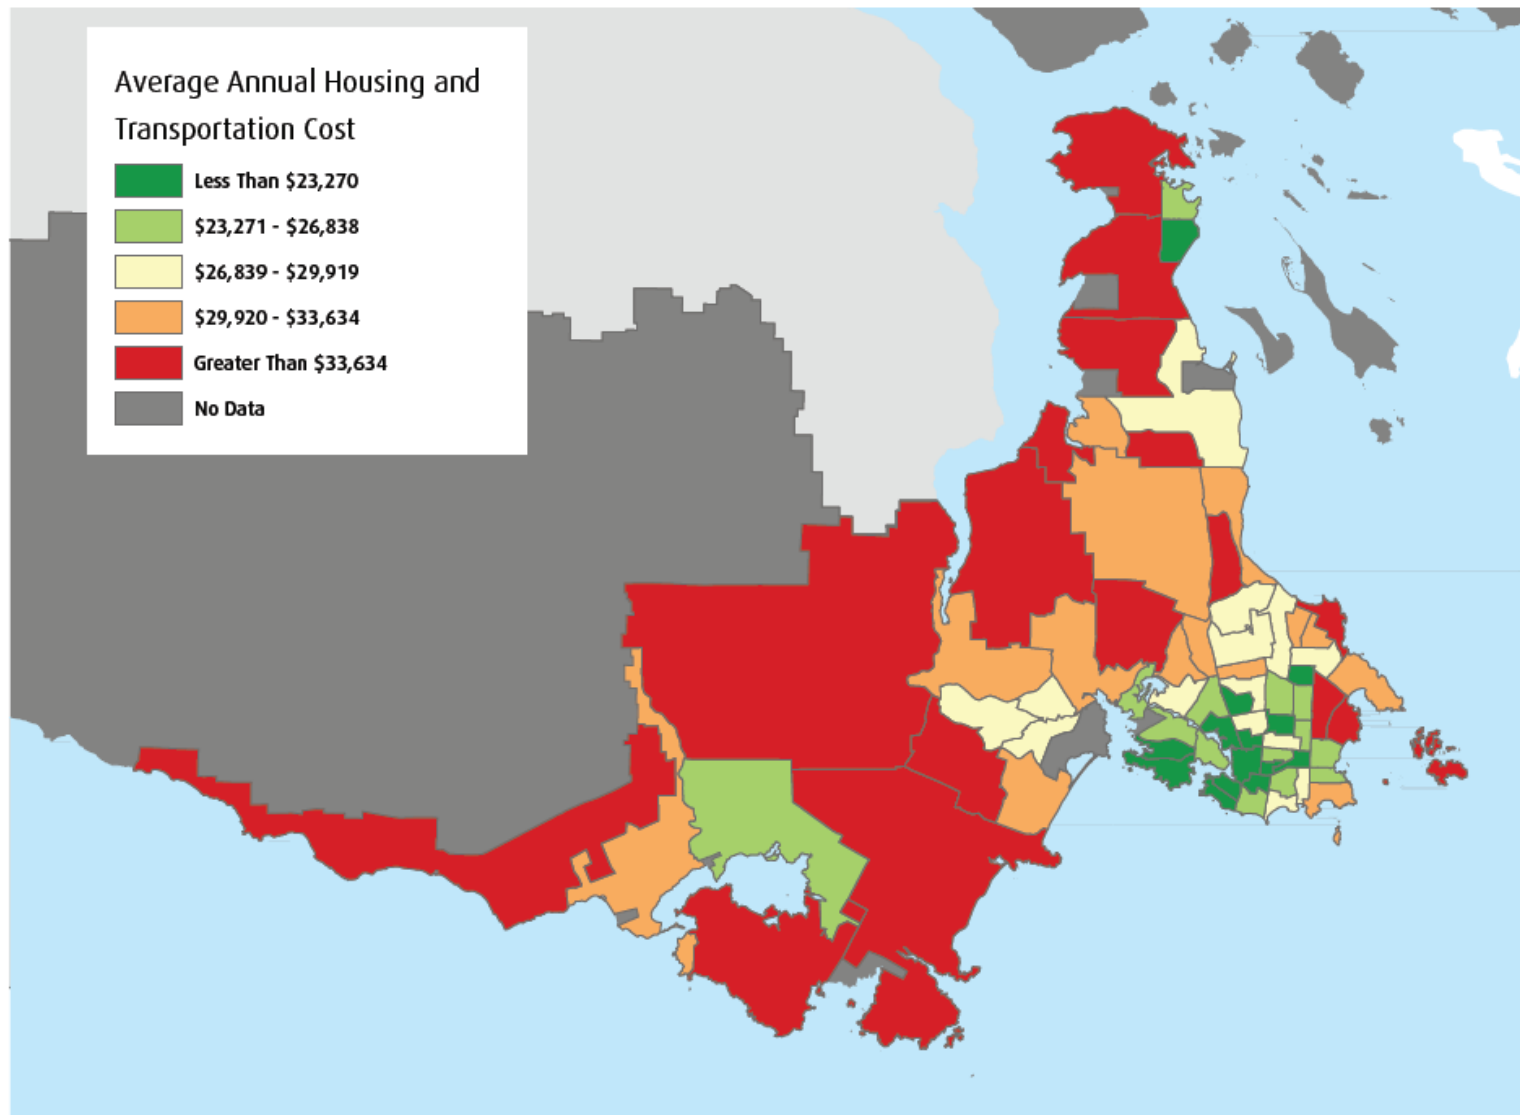 Average Annual Housing and
Transportation Cost
Less Than $23,270
$23,271 - $26,838
$26,839 - $29,919
$29,920 - $33,634
Greater Than $33,634
No Data